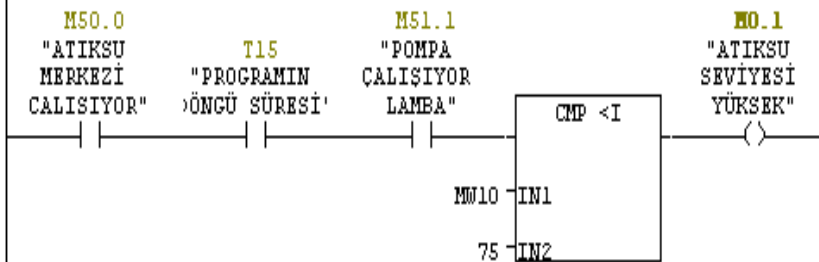 M50.0
"ATIKSU
MERKEZİ
CALISIYOR"
T15
"PROGRAMIN
DÖNGÜ SÜRESİ'
M51.1
"POMPA
ÇALIŞIYOR
LAMBA"
CMP <I
M0.1
"ATIKSU
SEVİYESİ
YÜKSEK"
MW10
IN1
75
IN2